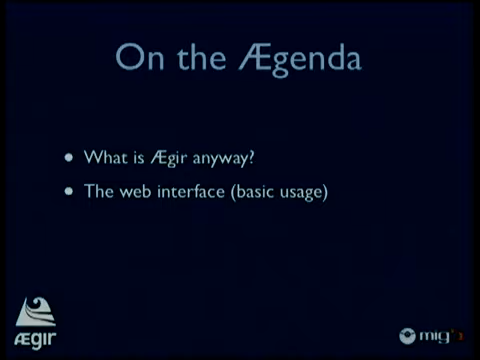 On the Ægenda
What is Ægir anyway?
The web interface (basic usage)
ÆGIR